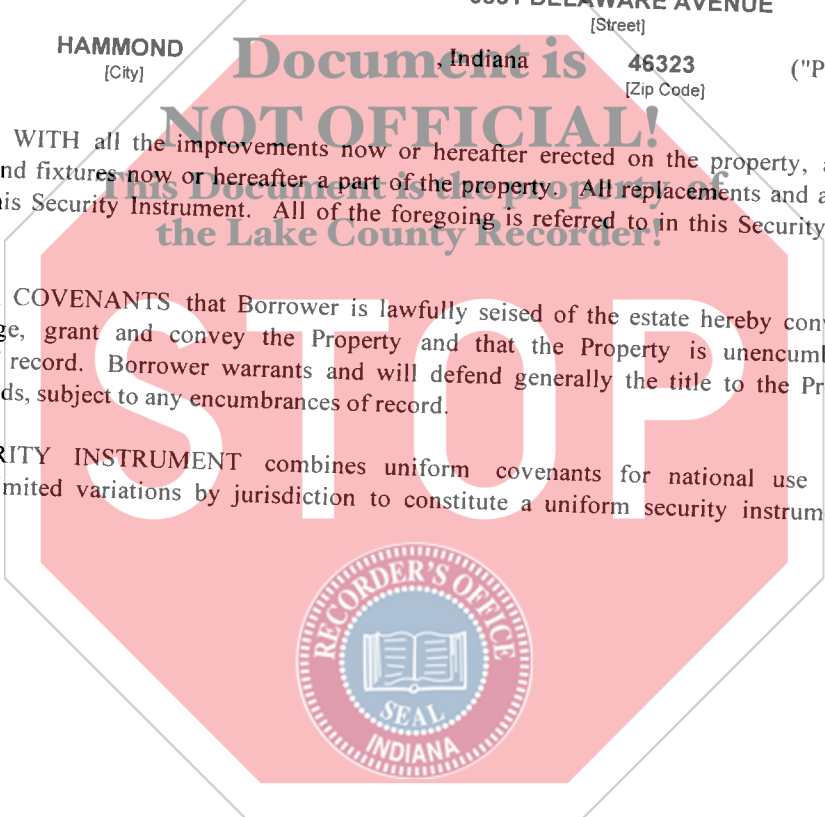 DELAWARE AVENUE
[Street]
HAMMOND
, Indiana
46323
("P
[City]
[Zip Code]
Document is
NOT OFFICIAL!
This Document is the property of
the Lake County Recorder!
WITH all the improvements now or hereafter erected on the property,
nd fixtures now or hereafter a part of the property. All replacements and a
is Security Instrument. All of the foregoing is referred to in this Security
COVENANTS that Borrower is lawfully seised of the estate hereby conv
ge, grant and convey the Property and that the Property is unencumb
record. Borrower warrants and will defend generally the title to the Pr
ds, subject to any encumbrances of record.
RITY INSTRUMENT combines uniform covenants for national use
imited variations by jurisdiction to constitute a uniform security instrum
STOP
RECORDER'S OFFICE
SEAL
INDIANA